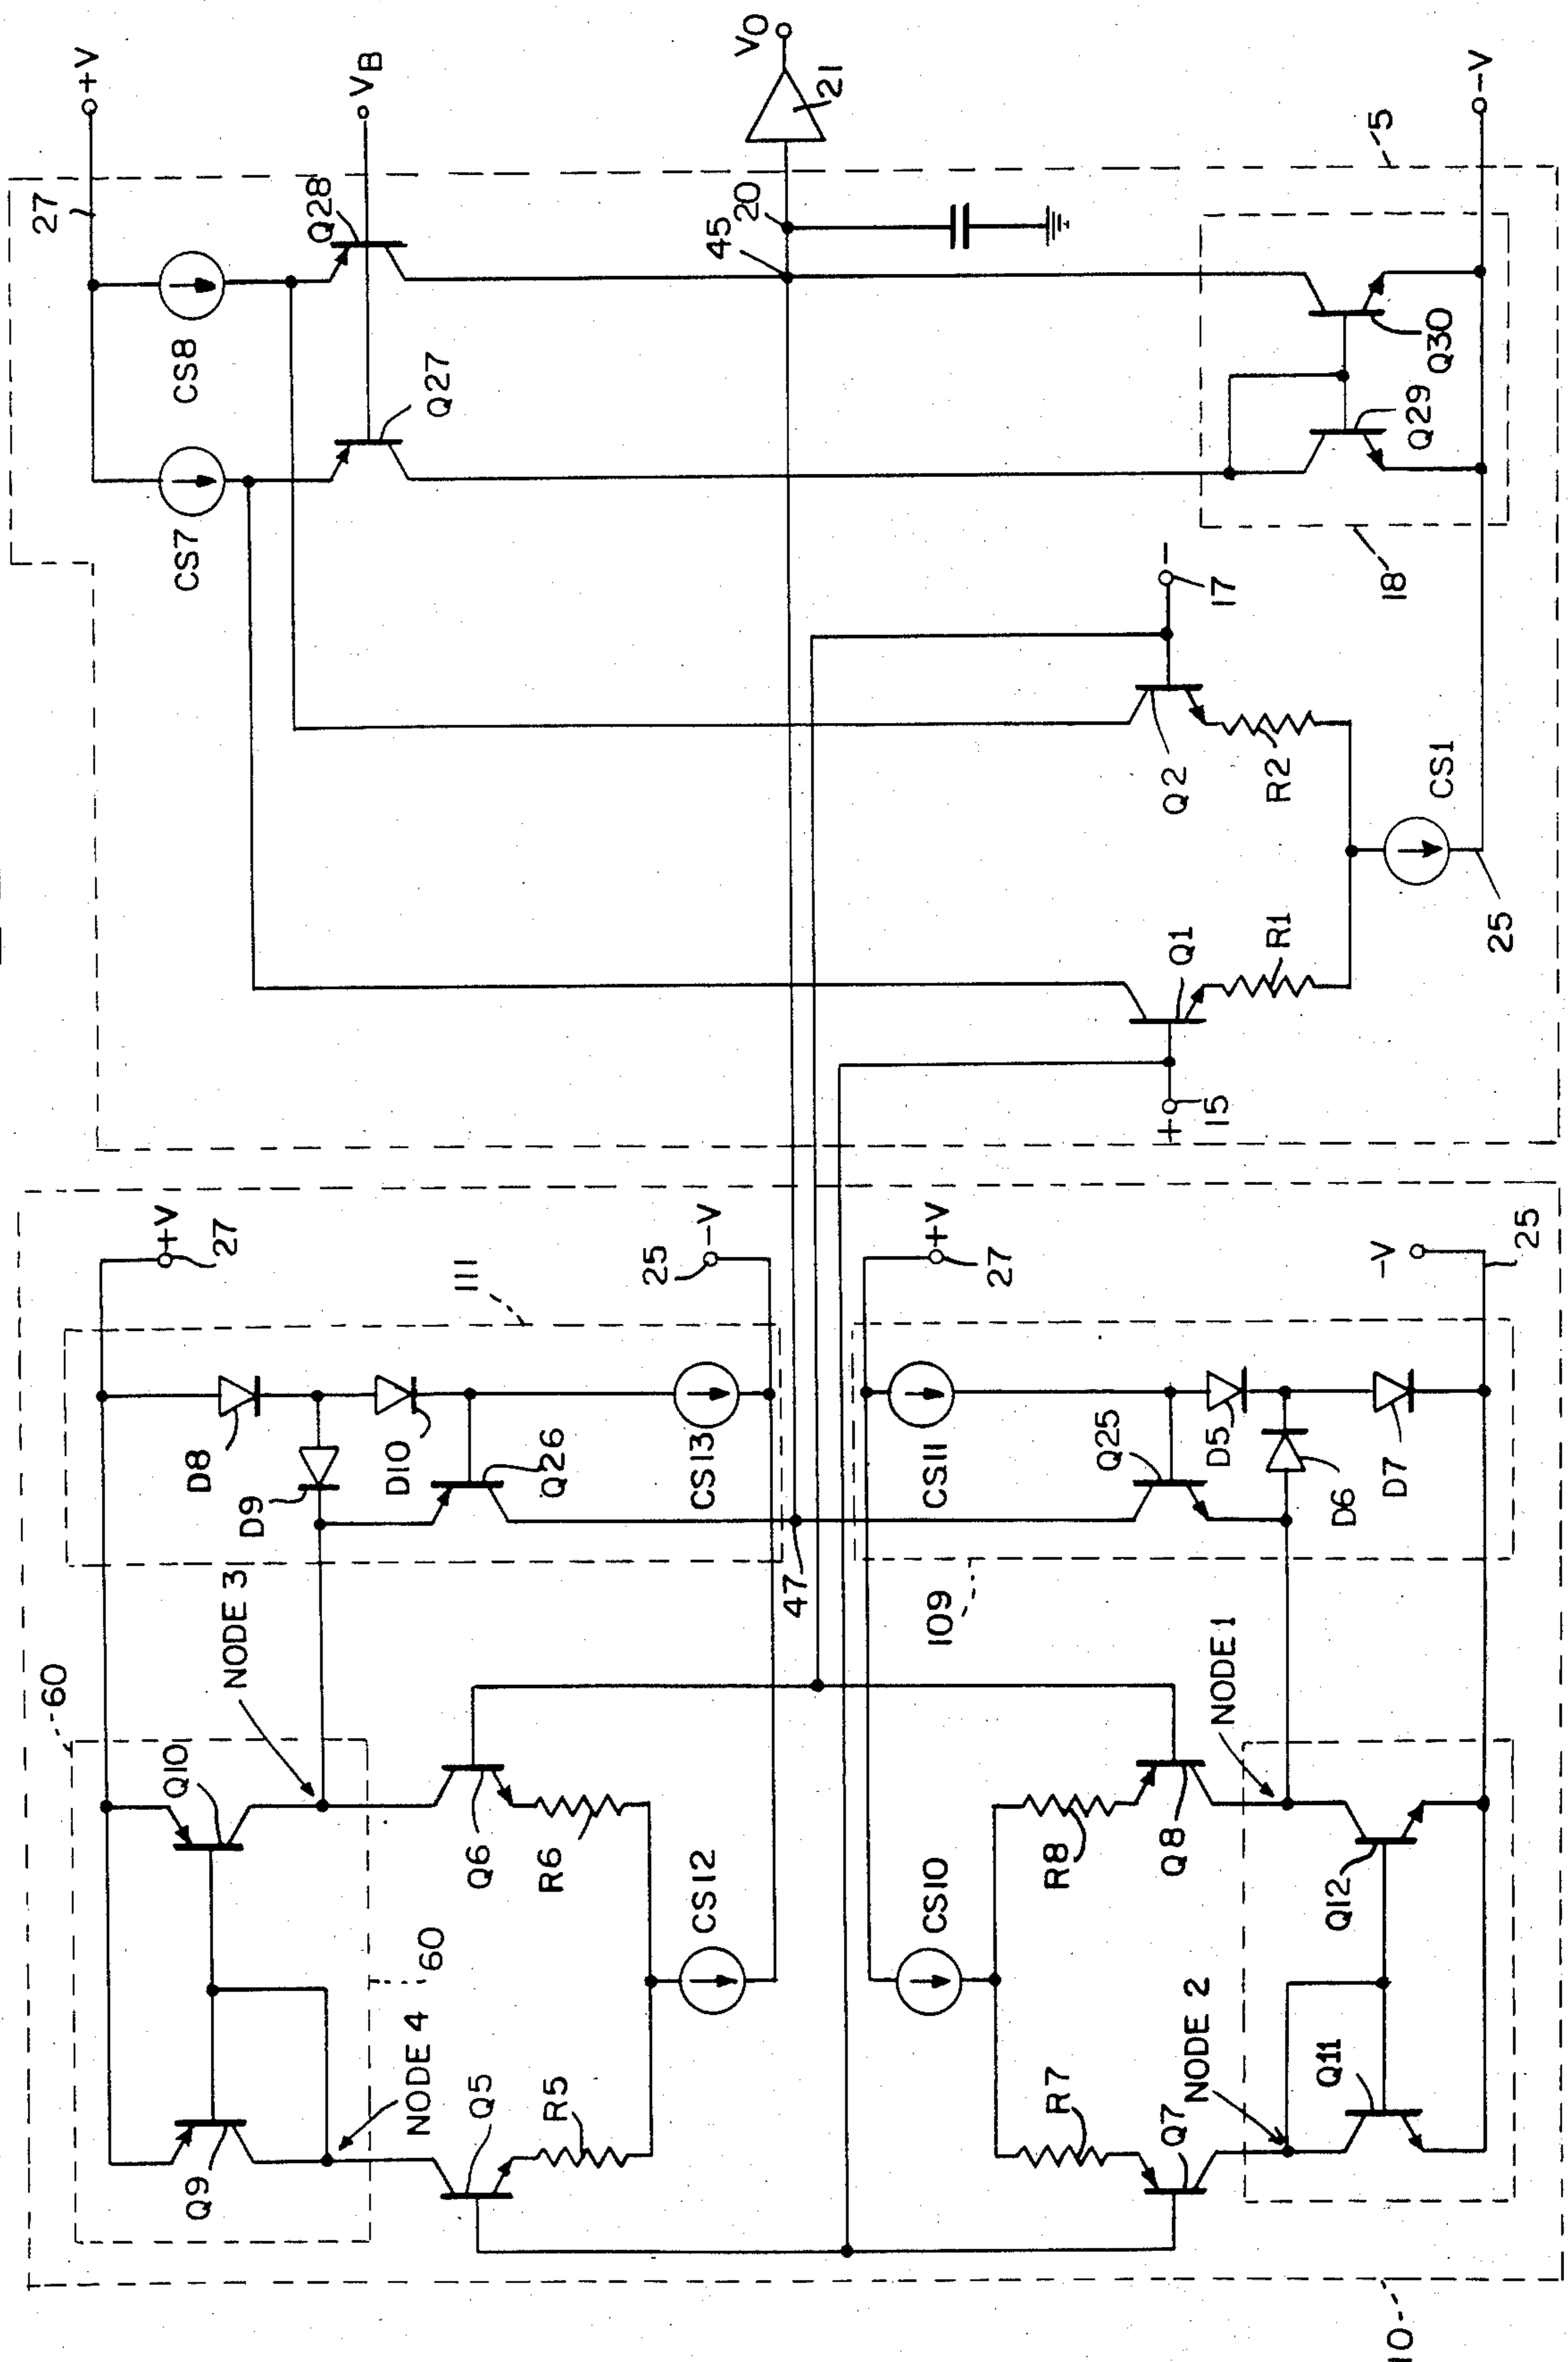 +V
27
VB
Q28
CS8
Q27
CS7
VO
21
20
45
-V
5
Q30
Q29
18
-
17
Q2
R2
CS1
25
Q1
R1
+
15
+V
27
111
25
-V
D8
D9
D10
Q26
CS13
47
+V
27
CS11
Q25
D5
D6
D7
-V
25
109
60
NODE 3
Q10
Q6
R6
CS12
60
NODE 4
Q9
Q5
R5
NODE 1
R8
Q8
CS10
Q12
NODE 2
R7
Q7
Q11
10